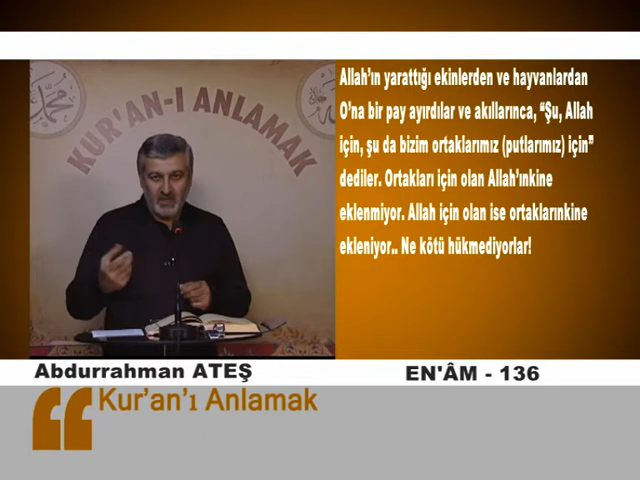 KUR'AN-I ANLAMAK
Allah’ın yarattığı ekinlerden ve hayvanlardan
O’na bir pay ayırdılar ve akıllarınca, “Şu, Allah
için, şu da bizim ortaklarımız (putlarımız) için”
dediler. Ortakları için olan Allah’ınkine
eklenmiyor. Allah için olan ise ortaklarınkine
ekleniyor.. Ne kötü hükmediyorlar!
Abdurrahman ATEŞ
EN'ÂM - 136
“ Kur’an’ı Anlamak